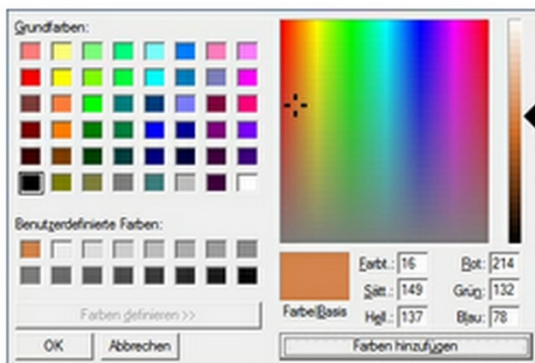 Grundfarben:
Benutzerdefinierte Farben:
Farben definieren >>
OK Abbrechen
Farbe|Basis
Farbt.: 16 Rot: 214
Sätt.: 149 Grün: 132
Hell.: 137 Blau: 78
Farben hinzufügen